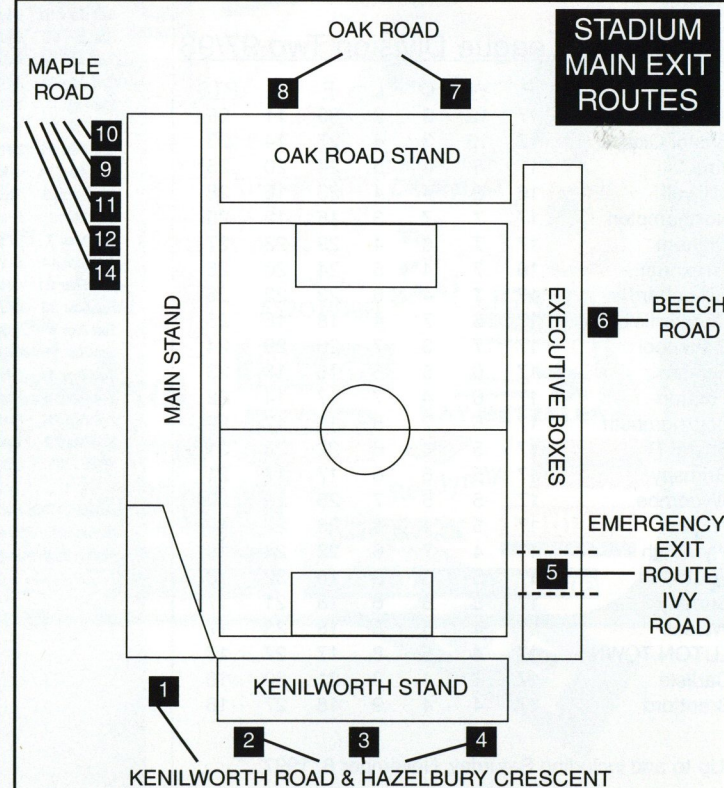 STADIUM
MAIN EXIT
ROUTES
OAK ROAD
8
7
MAPLE
ROAD
10
9
11
12
14
OAK ROAD STAND
MAIN STAND
EXECUTIVE BOXES
6
BEECH
ROAD
EMERGENCY
EXIT
5
ROUTE
IVY
ROAD
KENILWORTH STAND
1
2
3
4
KENILWORTH ROAD & HAZELBURY CRESCENT